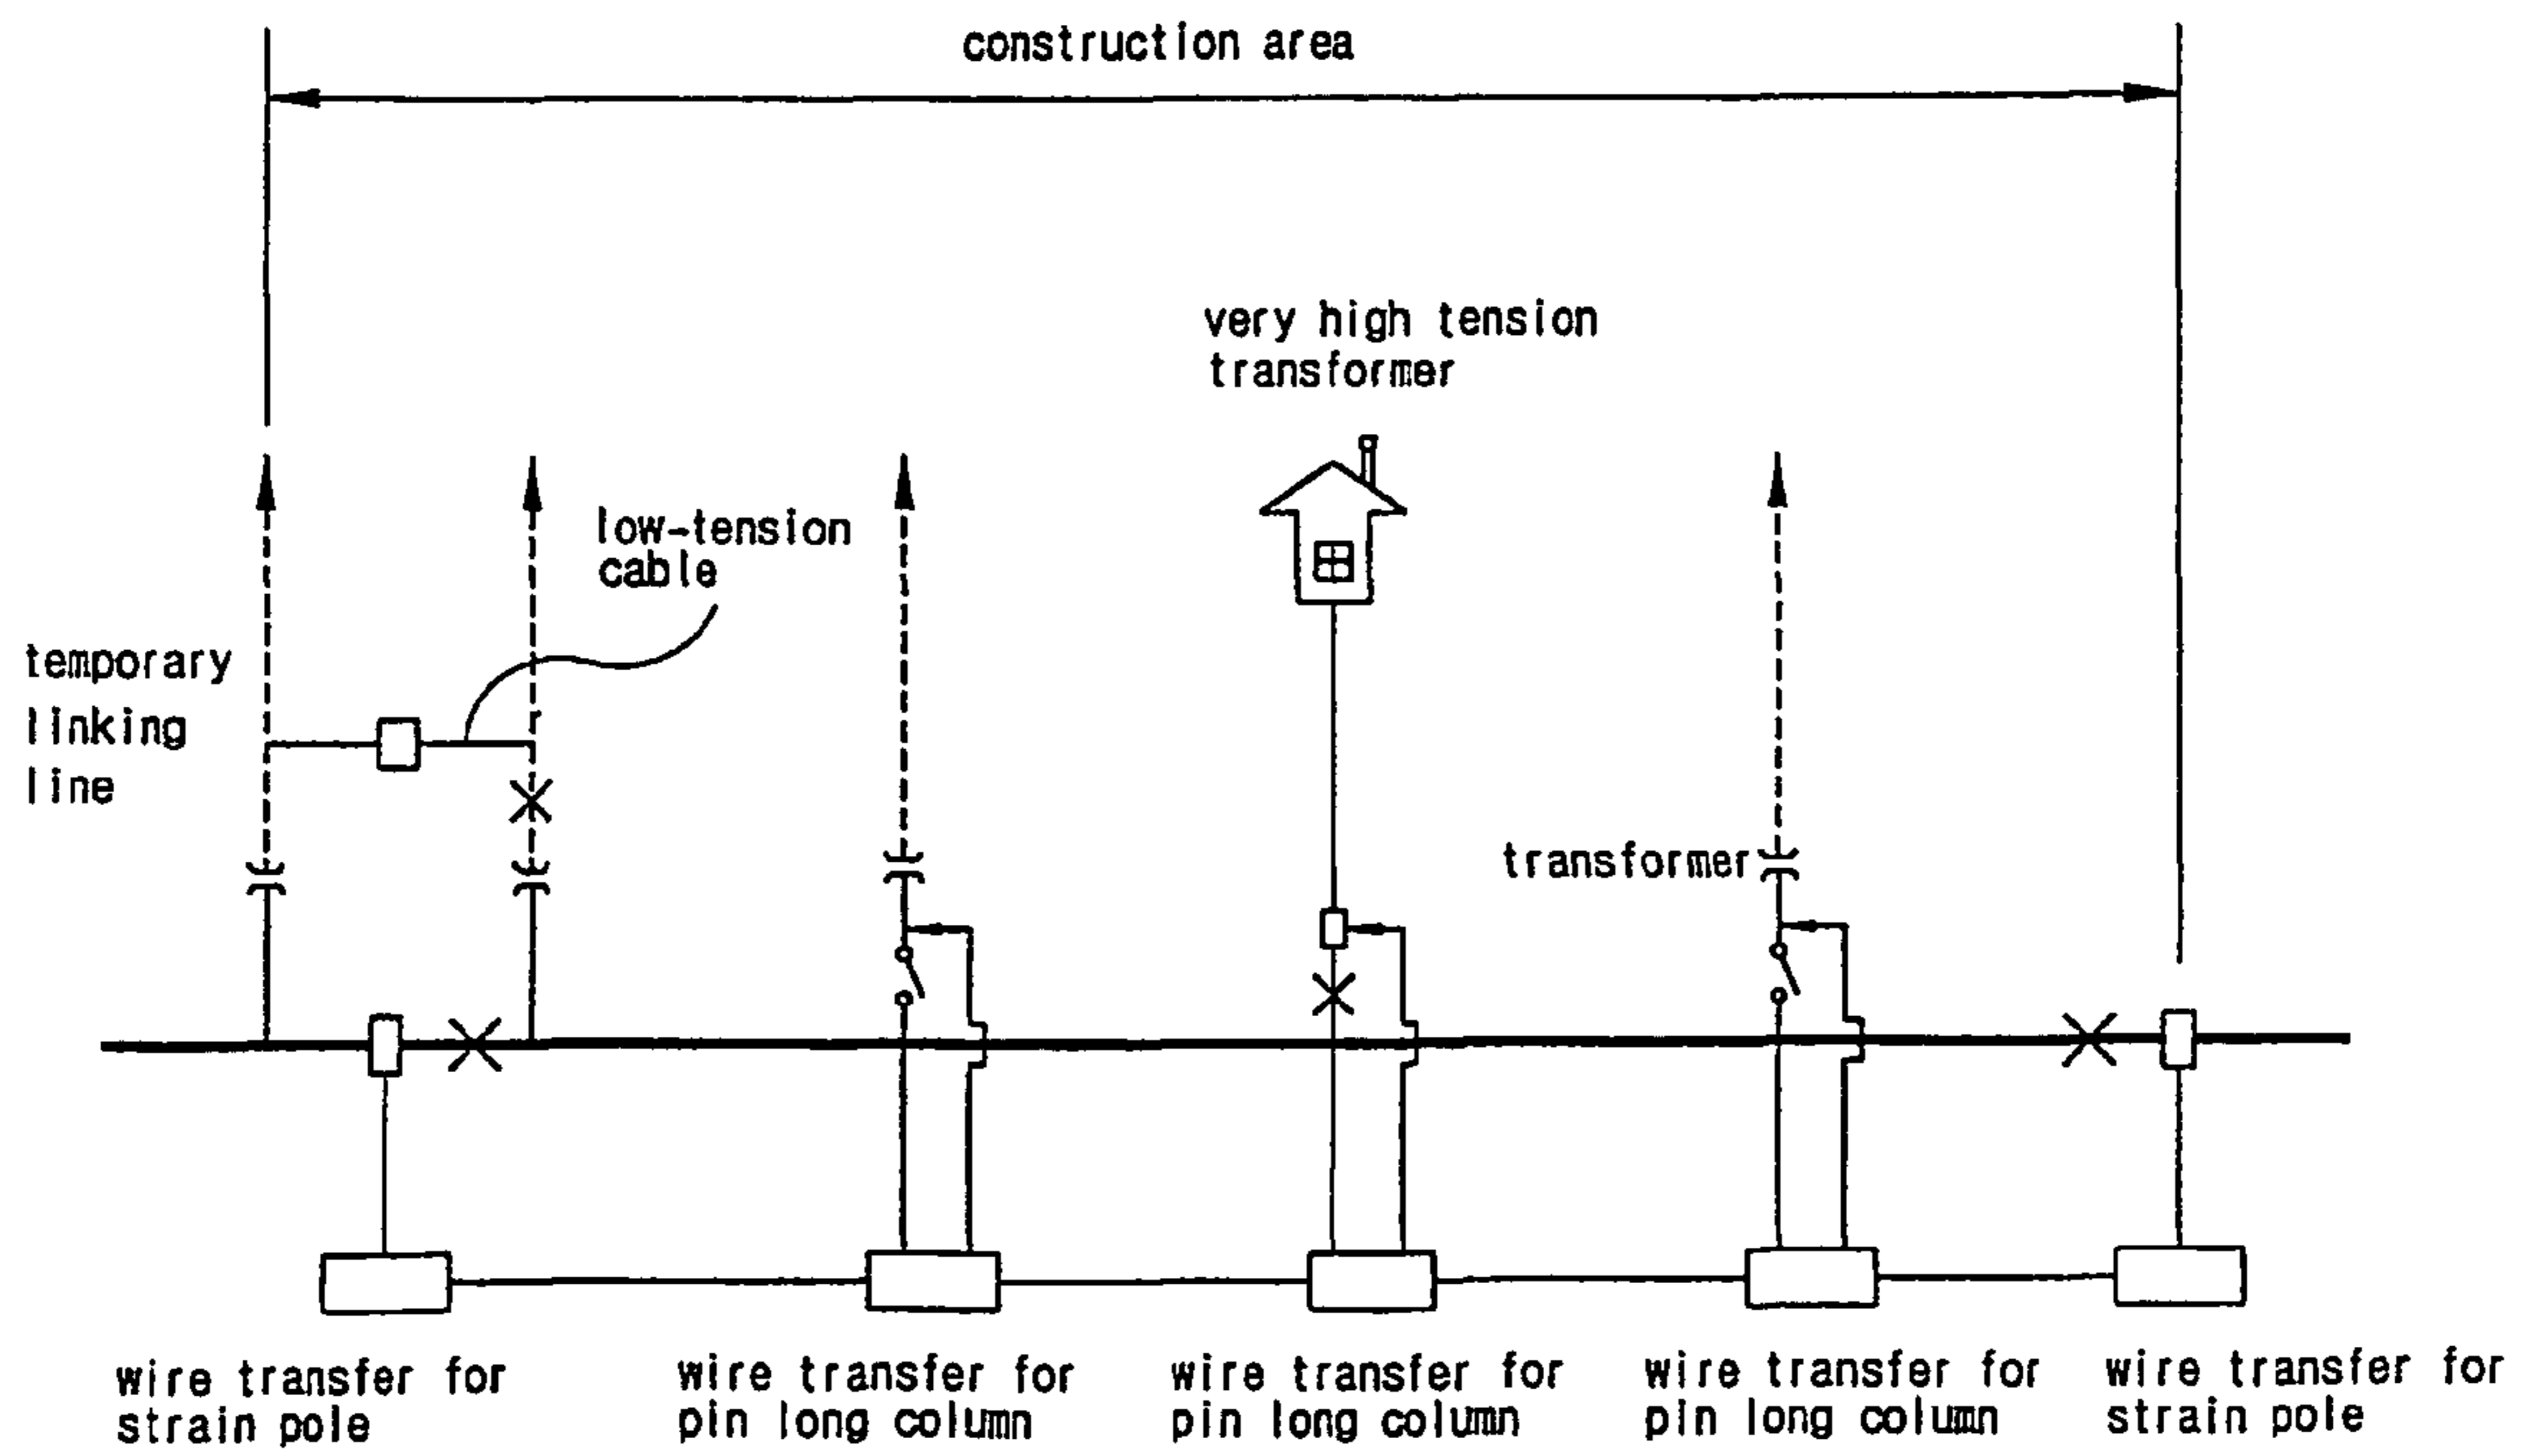 construction area
very high tension
transformer
low-tension
cable
temporary
linking
line
transformer
wire transfer for
strain pole
wire transfer for
pin long column
wire transfer for
pin long column
wire transfer for
pin long column
wire transfer for
strain pole